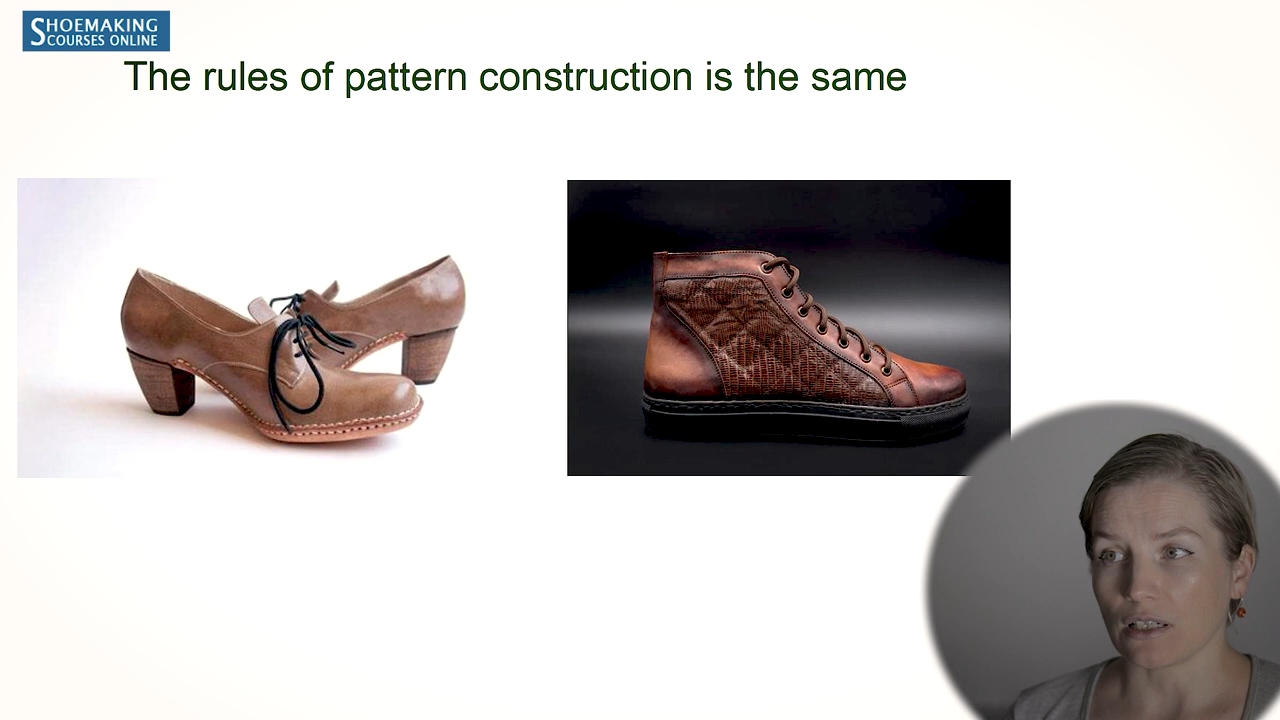 SHOEMAKING
COURSES ONLINE
The rules of pattern construction is the same